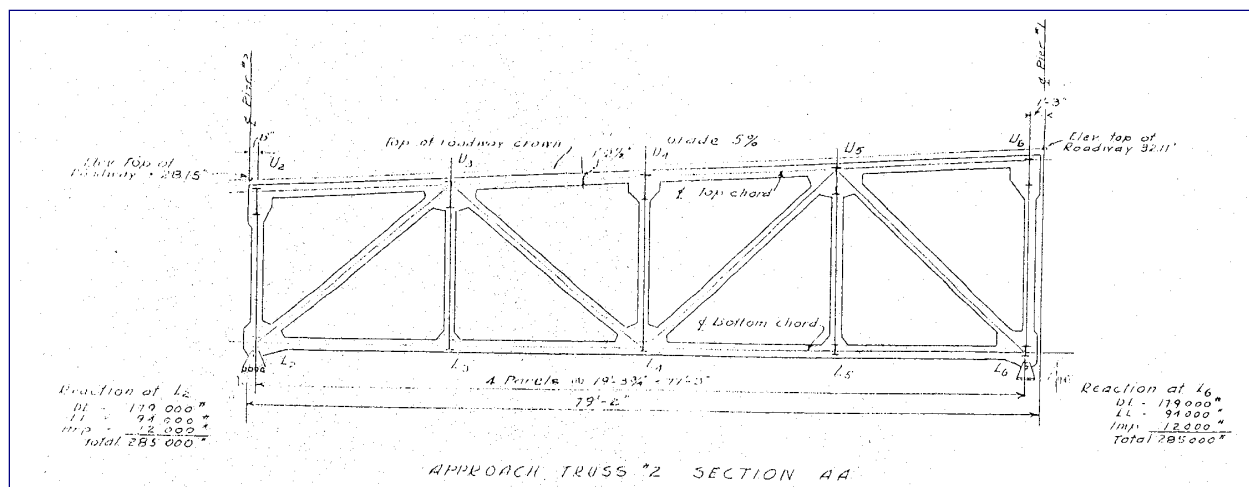 ℄ Pier #2
℄ Pier #1
1'-3"
Elev top of
Roadway = 28.15'
U2
Top of roadway crown
U3
Grade 5%
U4
U5
U6
Elev top of
Roadway 32.11'
℄ Top chord
℄ Bottom chord
L2
L3
L4
L5
L6
4 Panels @ 19'-3¾" = 77'-3"
79'-2"
Reaction at L2
DL - 179 000#
LL - 94 000#
Imp - 12 000#
Total 285 000#
Reaction at L6
DL - 179 000#
LL - 94 000#
Imp. 12 000#
Total 285 000#
APPROACH TRUSS #2 SECTION AA